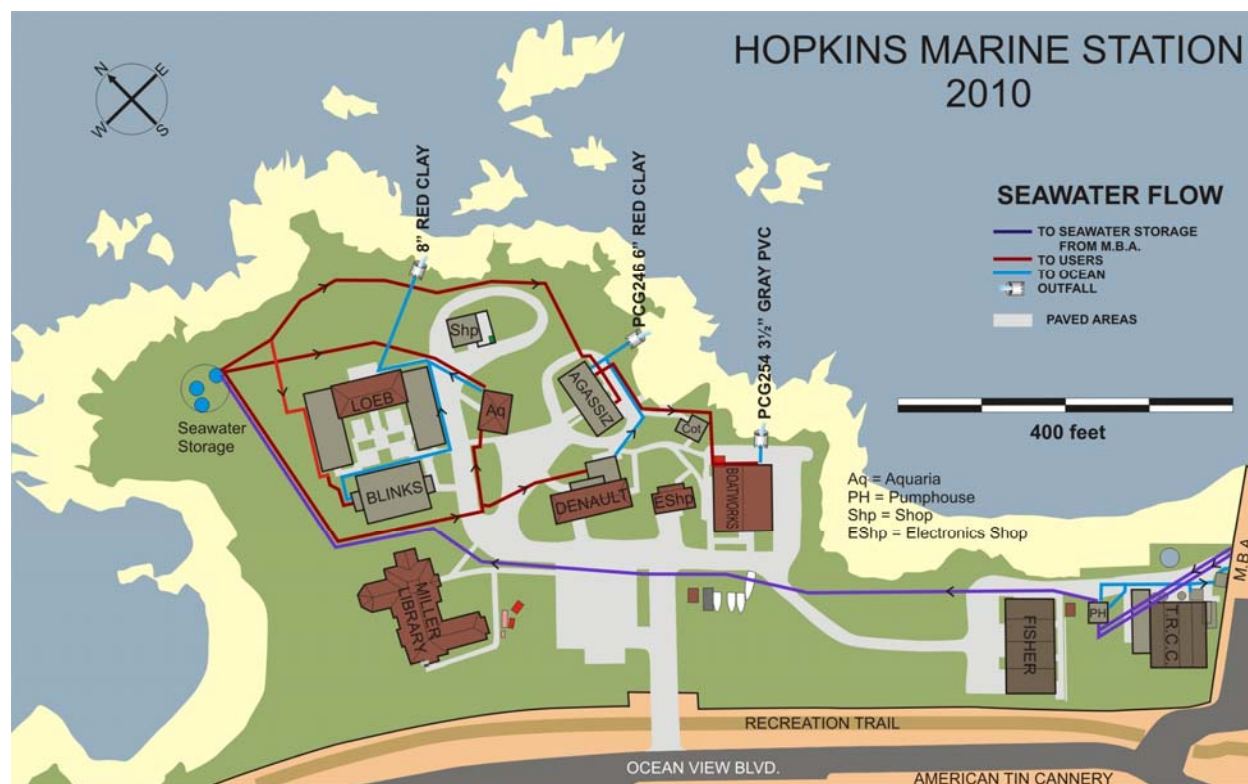 HOPKINS MARINE STATION
2010
N
E
W
S
8” RED CLAY
PCG246 6” RED CLAY
PCG254 3½” GRAY PVC
SEAWATER FLOW
TO SEAWATER STORAGE
FROM M.B.A.
TO USERS
TO OCEAN
OUTFALL
PAVED AREAS
400 feet
Aq = Aquaria
PH = Pumphouse
Shp = Shop
EShp = Electronics Shop
Shp
LOEB
Aq
AGASSIZ
Cot
Seawater
Storage
BLINKS
DENAULT
EShp
BOATWORKS
MILLER
LIBRARY
FISHER
PH
T.R.C.C.
M.B.A.
RECREATION TRAIL
OCEAN VIEW BLVD.
AMERICAN TIN CANNERY